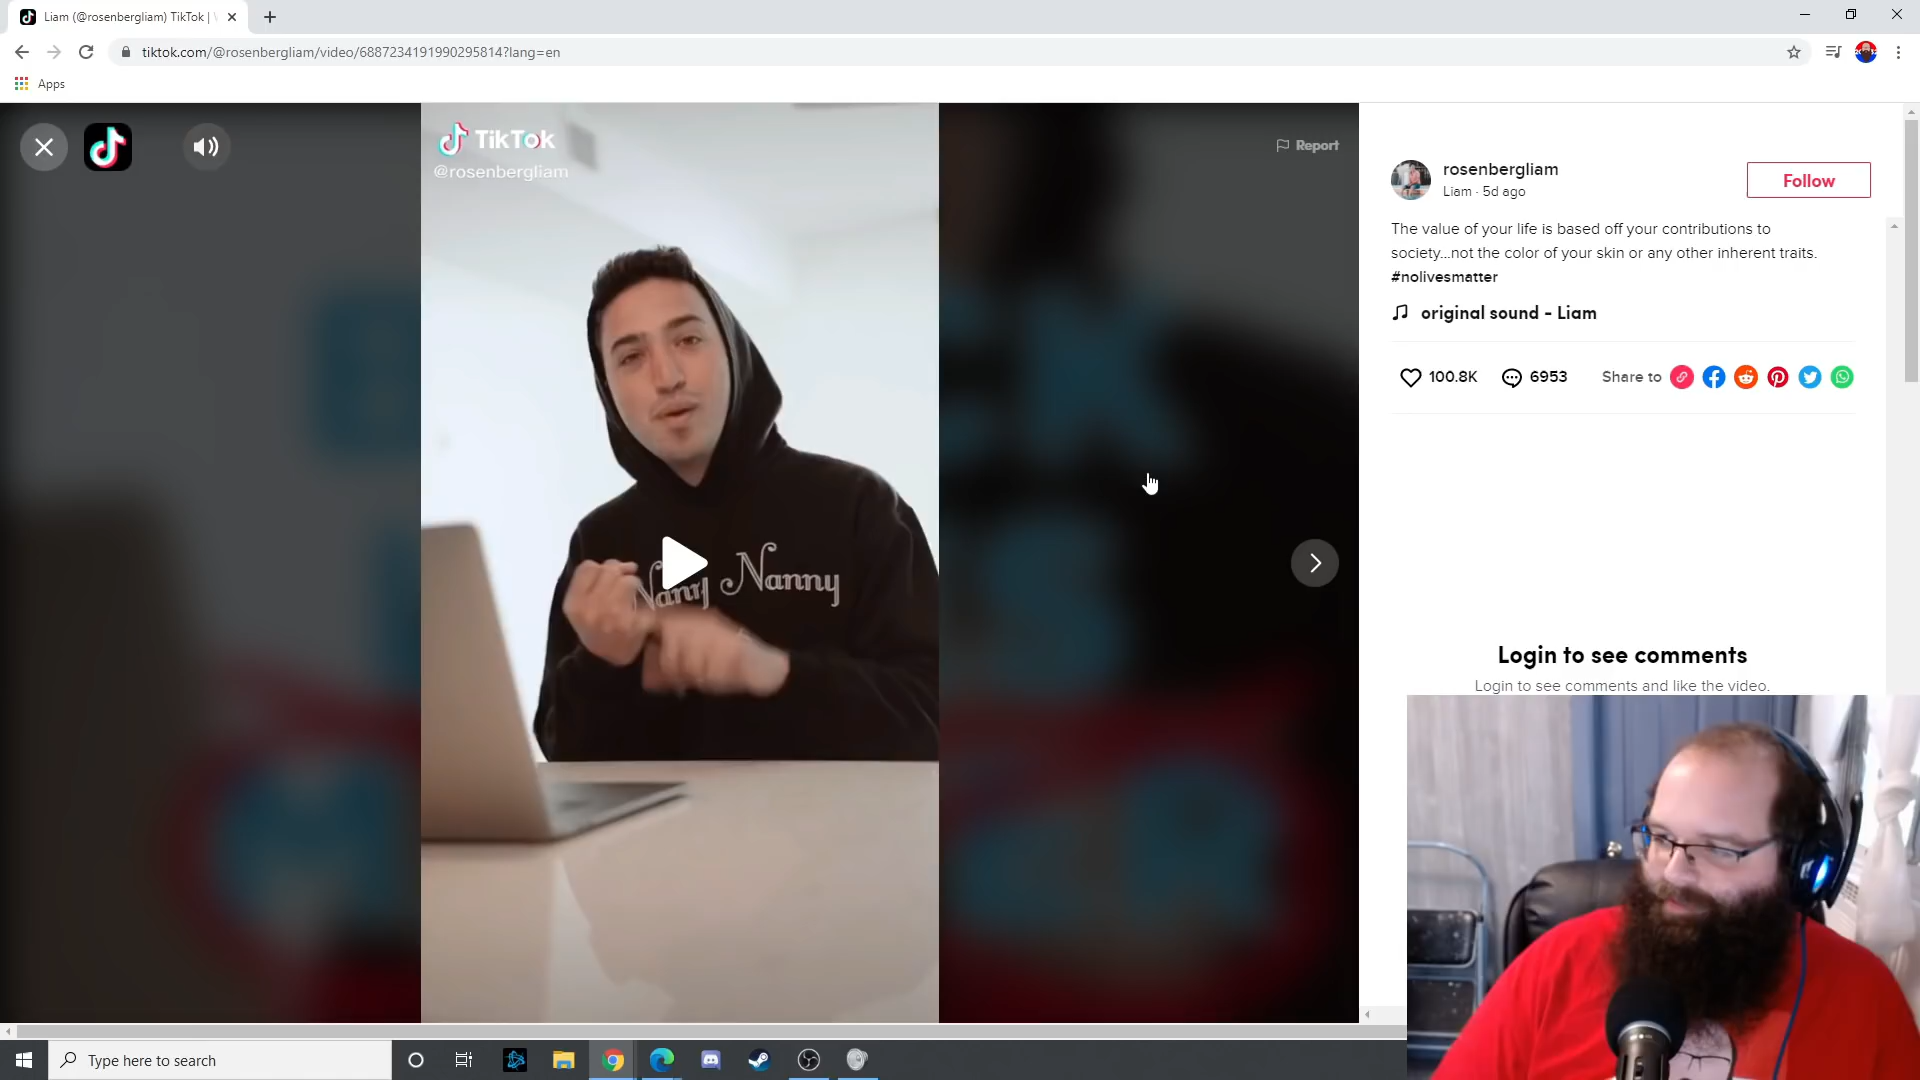 Liam (@rosenbergliam) TikTok |
tiktok.com/@rosenbergliam/video/6887234191990295814?lang=en
Apps
TikTok
@rosenbergliam
Report
Nanny Nanny
rosenbergliam
Liam · 5d ago
Follow
The value of your life is based off your contributions to
society...not the color of your skin or any other inherent traits.
#nolivesmatter
original sound - Liam
100.8K
6953
Share to
Login to see comments
Login to see comments and like the video.
Type here to search